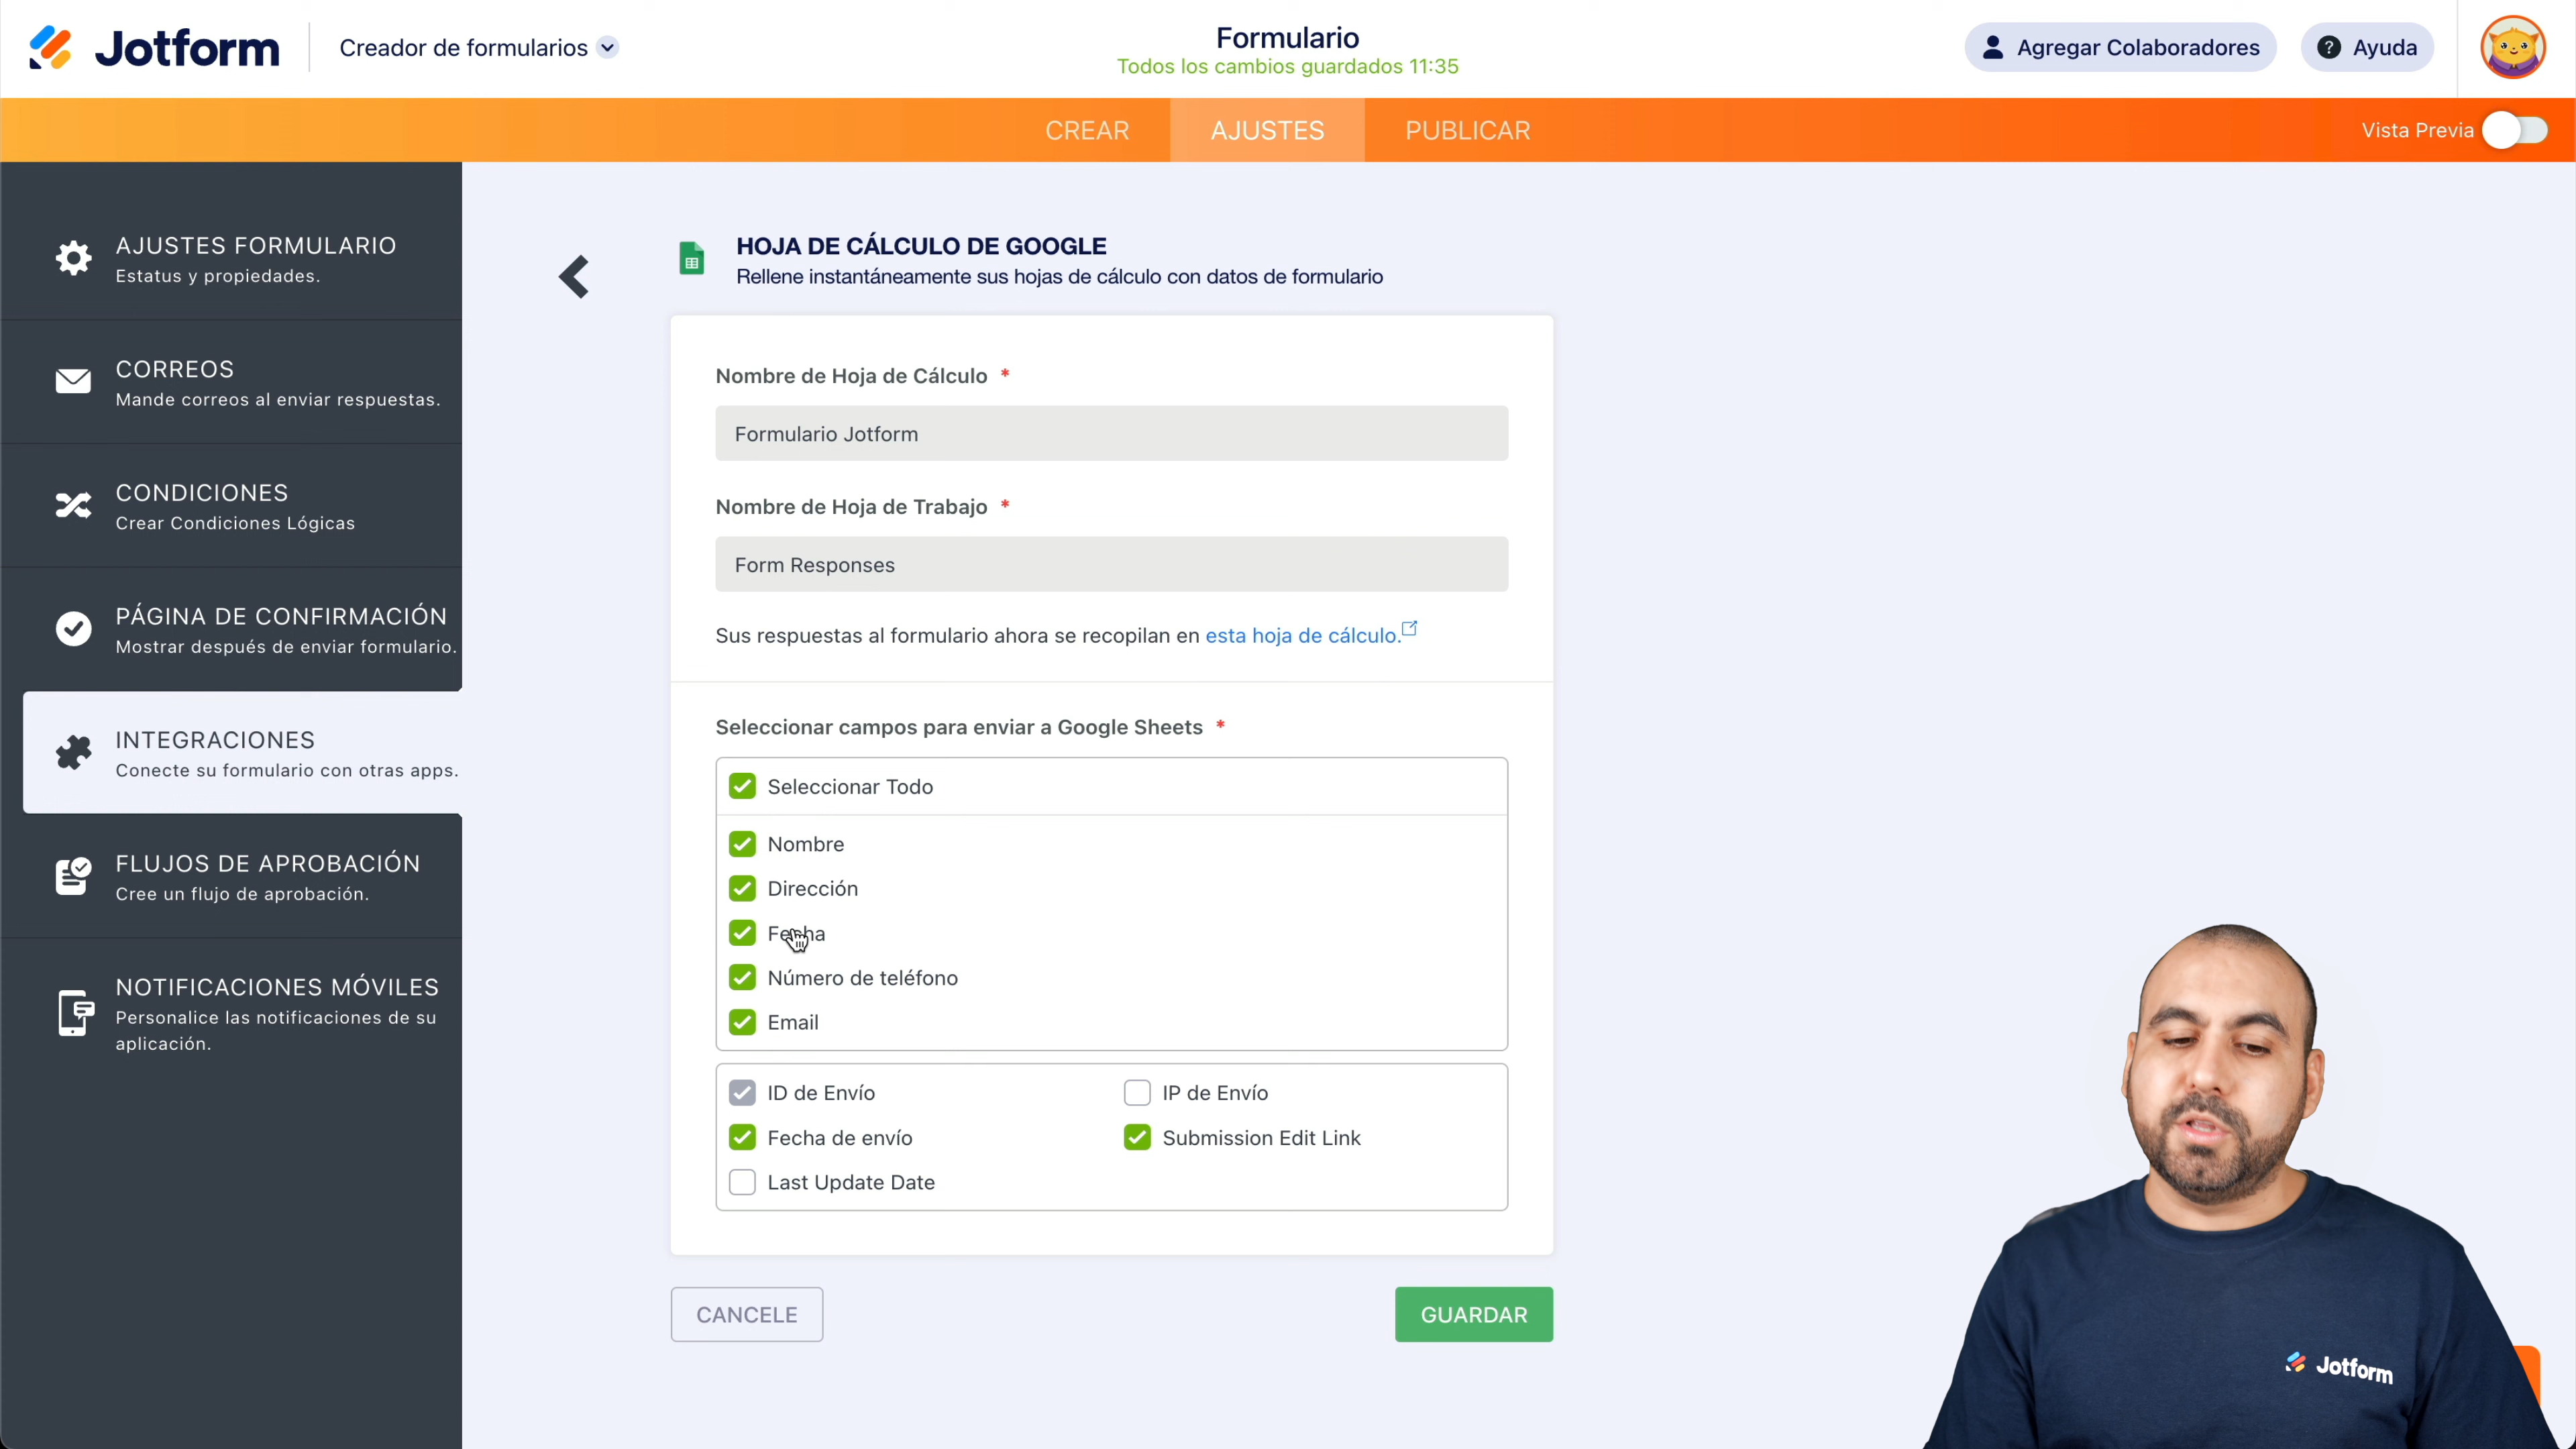 Jotform
Creador de formularios
Formulario
Todos los cambios guardados 11:35
Agregar Colaboradores
? Ayuda
CREAR
AJUSTES
PUBLICAR
Vista Previa
AJUSTES FORMULARIO
Estatus y propiedades.
CORREOS
Mande correos al enviar respuestas.
CONDICIONES
Crear Condiciones Lógicas
PÁGINA DE CONFIRMACIÓN
Mostrar después de enviar formulario.
INTEGRACIONES
Conecte su formulario con otras apps.
FLUJOS DE APROBACIÓN
Cree un flujo de aprobación.
NOTIFICACIONES MÓVILES
Personalice las notificaciones de su
aplicación.
HOJA DE CÁLCULO DE GOOGLE
Rellene instantáneamente sus hojas de cálculo con datos de formulario
Nombre de Hoja de Cálculo *
Formulario Jotform
Nombre de Hoja de Trabajo *
Form Responses
Sus respuestas al formulario ahora se recopilan en esta hoja de cálculo.
Seleccionar campos para enviar a Google Sheets *
Seleccionar Todo
Nombre
Dirección
Fecha
Número de teléfono
Email
ID de Envío
IP de Envío
Fecha de envío
Submission Edit Link
Last Update Date
CANCELE
GUARDAR
Jotform